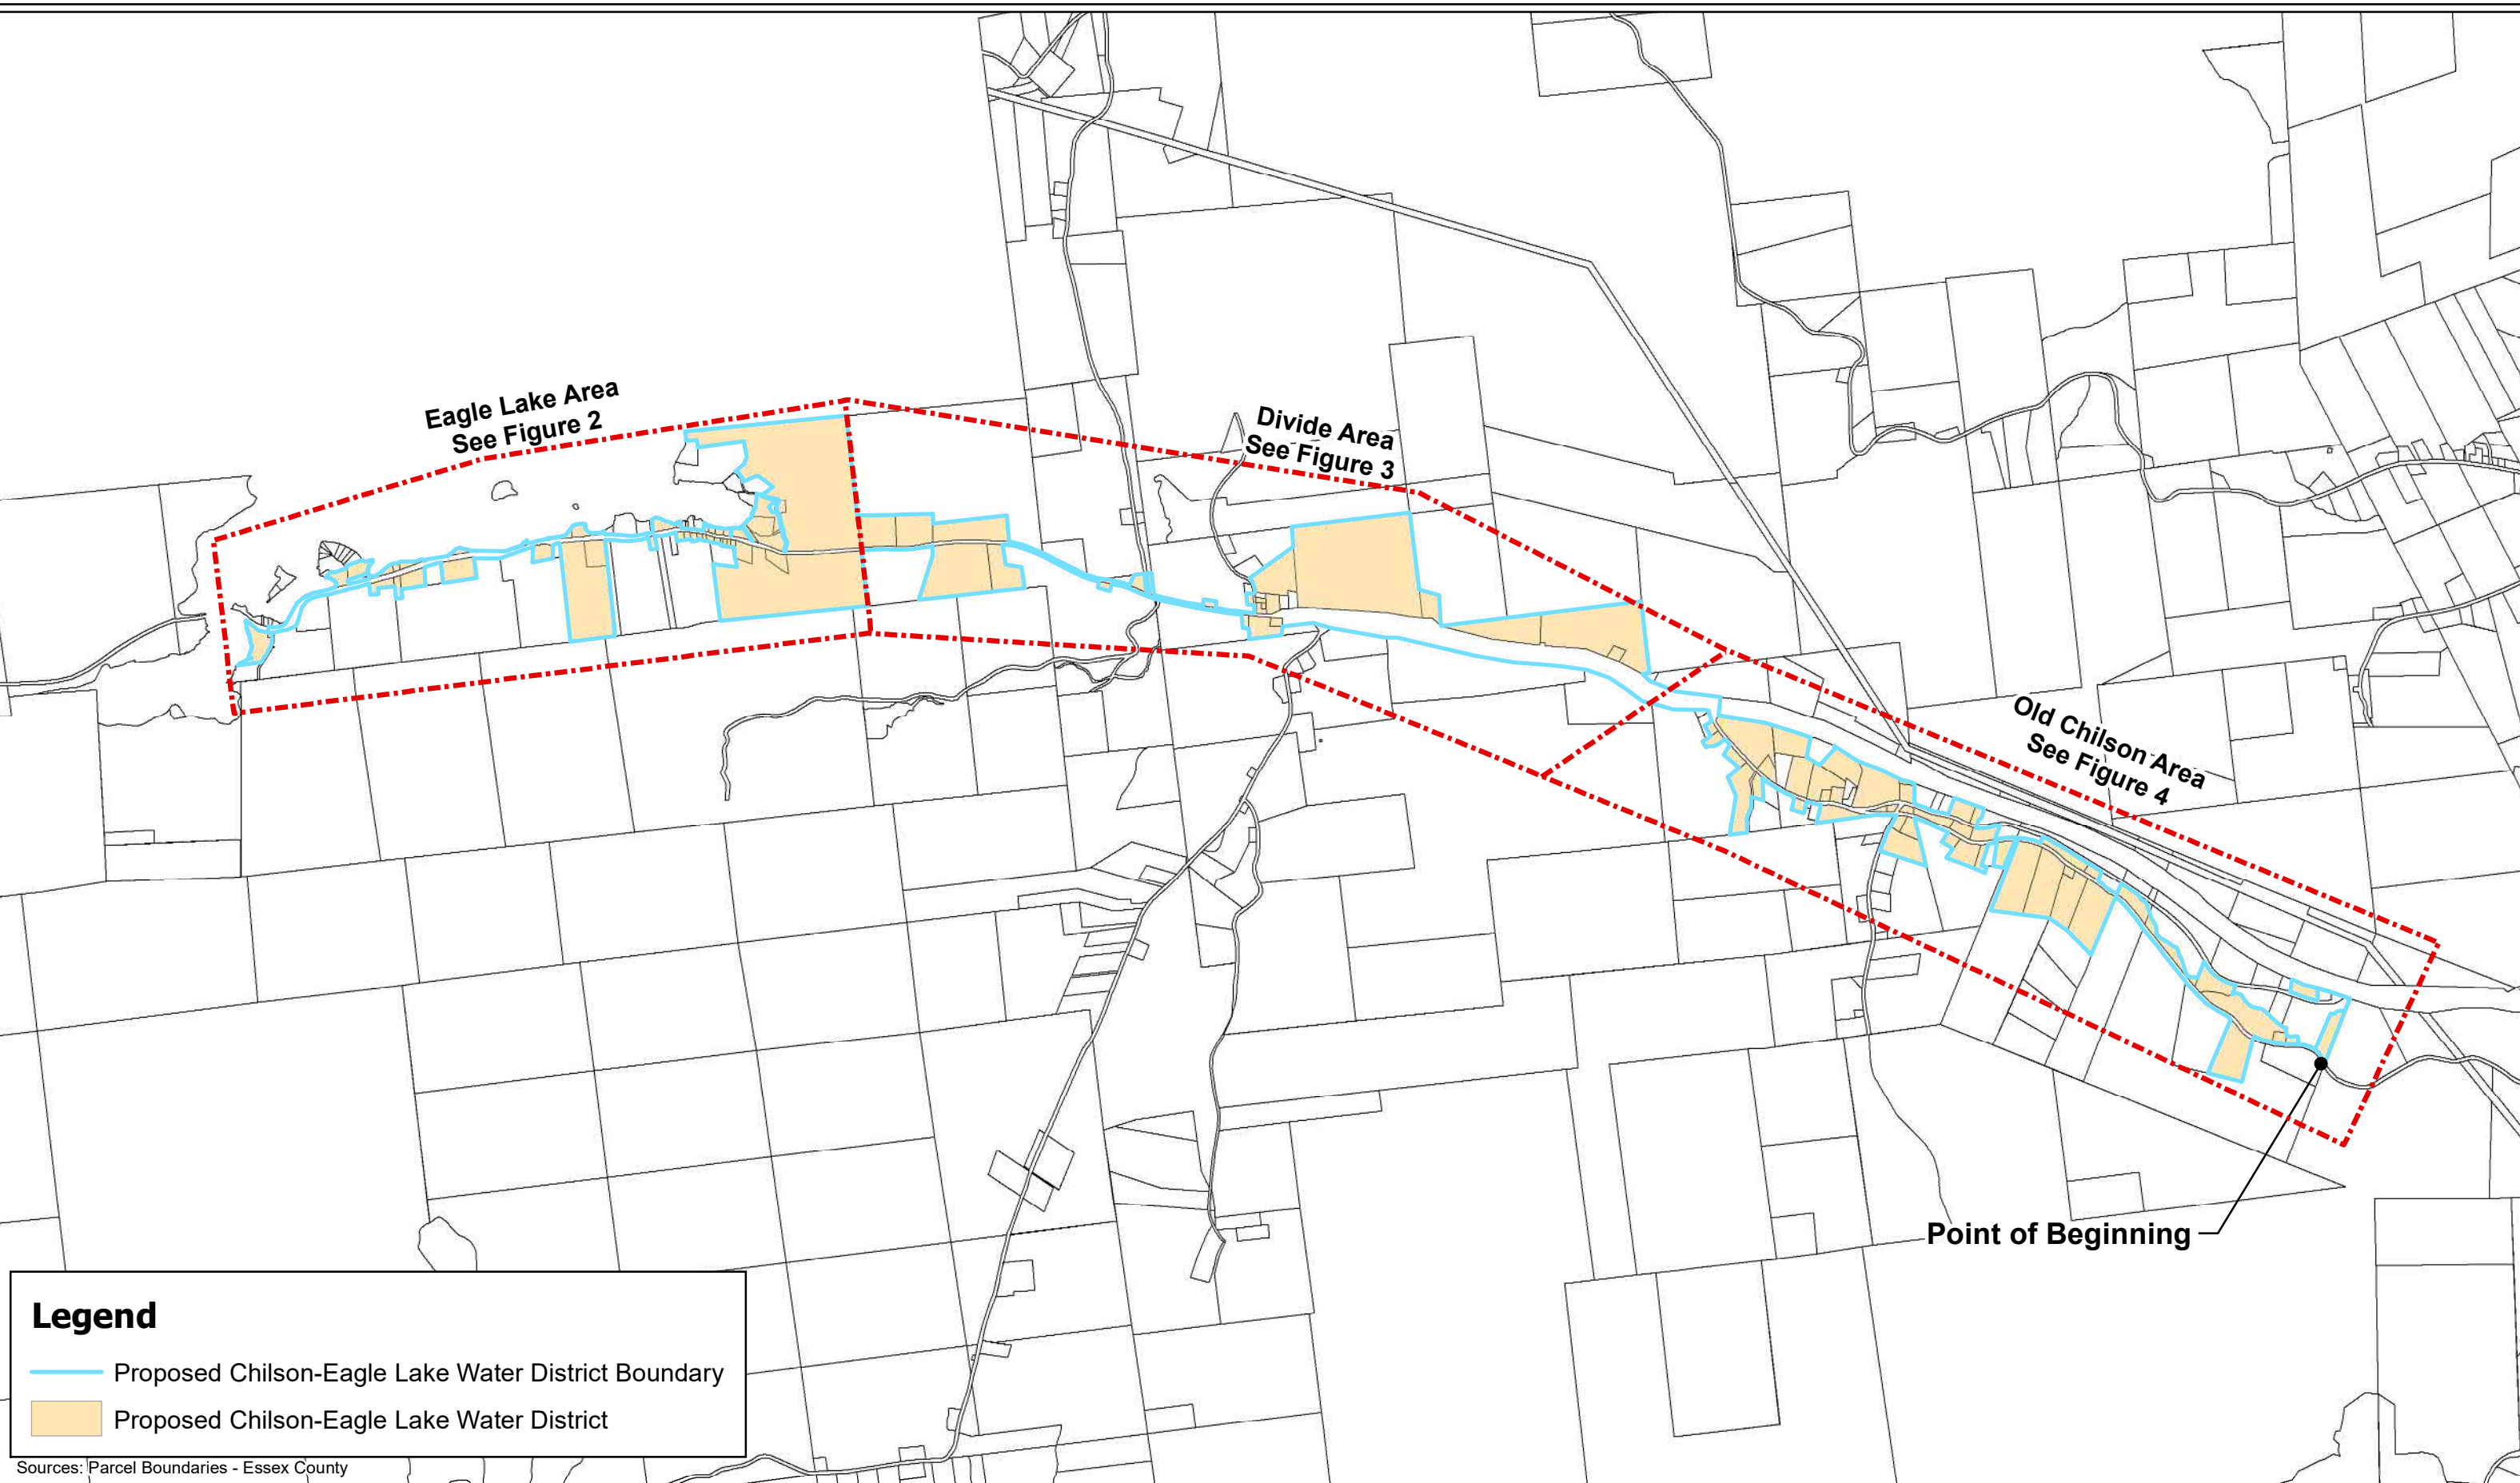 Eagle Lake Area
See Figure 2
Divide Area
See Figure 3
Old Chilson Area
See Figure 4
Point of Beginning
Legend
Proposed Chilson-Eagle Lake Water District Boundary
Proposed Chilson-Eagle Lake Water District
Sources: Parcel Boundaries - Essex County